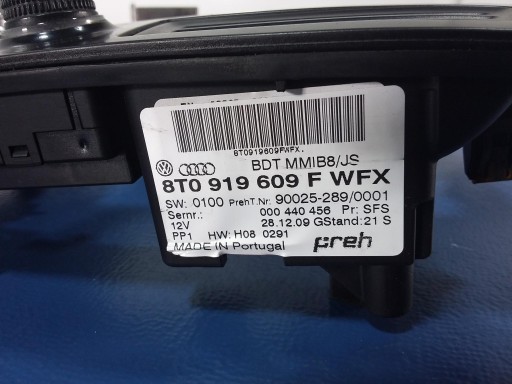 8T0919609FWFX.
BDT MMIB8/JS
8T0 919 609 F WFX
SW: 0100 PrehT.Nr: 90025-289/0001
Sernr.: 000 440 456 Pr: SFS
12V 28.12.09 GStand: 21 S
PP1 HW: H08 0291
MADE IN Portugal preh